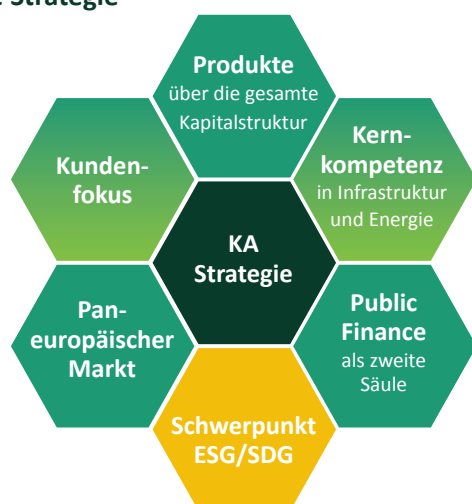 Strategie
Produkte
über die gesamte
Kapitalstruktur
Kern-
kompetenz
in Infrastruktur
und Energie
Kunden-
fokus
KA
Strategie
Public
Finance
als zweite
Säule
Pan-
europäischer
Markt
Schwerpunkt
ESG/SDG